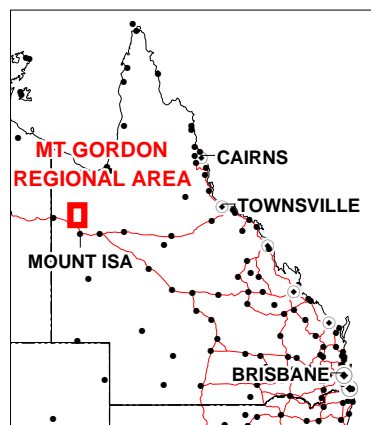 MT GORDON
REGIONAL AREA
CAIRNS
TOWNSVILLE
MOUNT ISA
BRISBANE